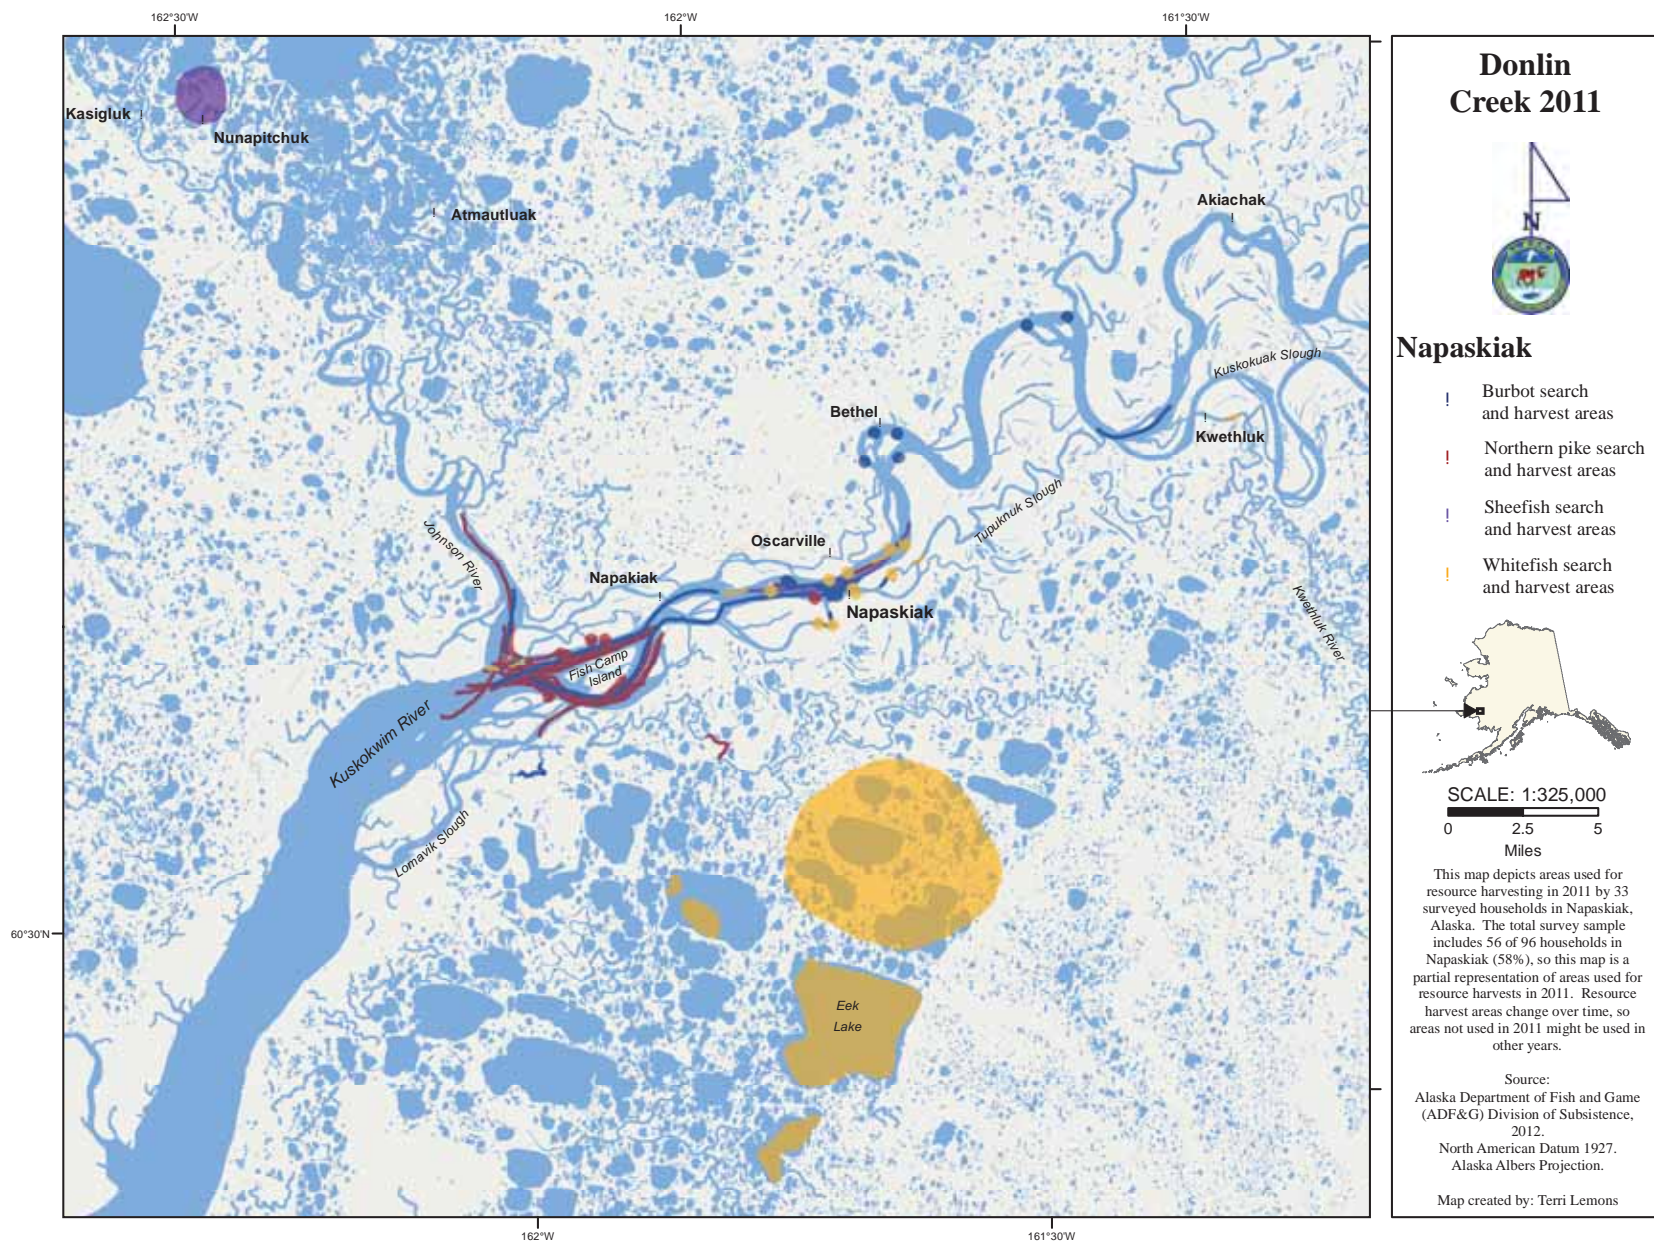 162°30'W
162°W
161°30'W
Kasigluk
Nunapitchuk
Atmautluak
Akiachak
Kuskokuak Slough
Bethel
Kwethluk
Tupuknuk Slough
Johnson River
Oscarville
Napakiak
Napaskiak
Kwethluk River
Fish Camp
Island
Kuskokwim River
Lomavik Slough
60°30'N
Eek
Lake
162°W
161°30'W
Donlin
Creek 2011
N
Napaskiak
! Burbot search
and harvest areas
! Northern pike search
and harvest areas
! Sheefish search
and harvest areas
! Whitefish search
and harvest areas
SCALE: 1:325,000
0 2.5 5
Miles
This map depicts areas used for
resource harvesting in 2011 by 33
surveyed households in Napaskiak,
Alaska. The total survey sample
includes 56 of 96 households in
Napaskiak (58%), so this map is a
partial representation of areas used for
resource harvests in 2011. Resource
harvest areas change over time, so
areas not used in 2011 might be used in
other years.
Source:
Alaska Department of Fish and Game
(ADF&G) Division of Subsistence,
2012.
North American Datum 1927.
Alaska Albers Projection.
Map created by: Terri Lemons